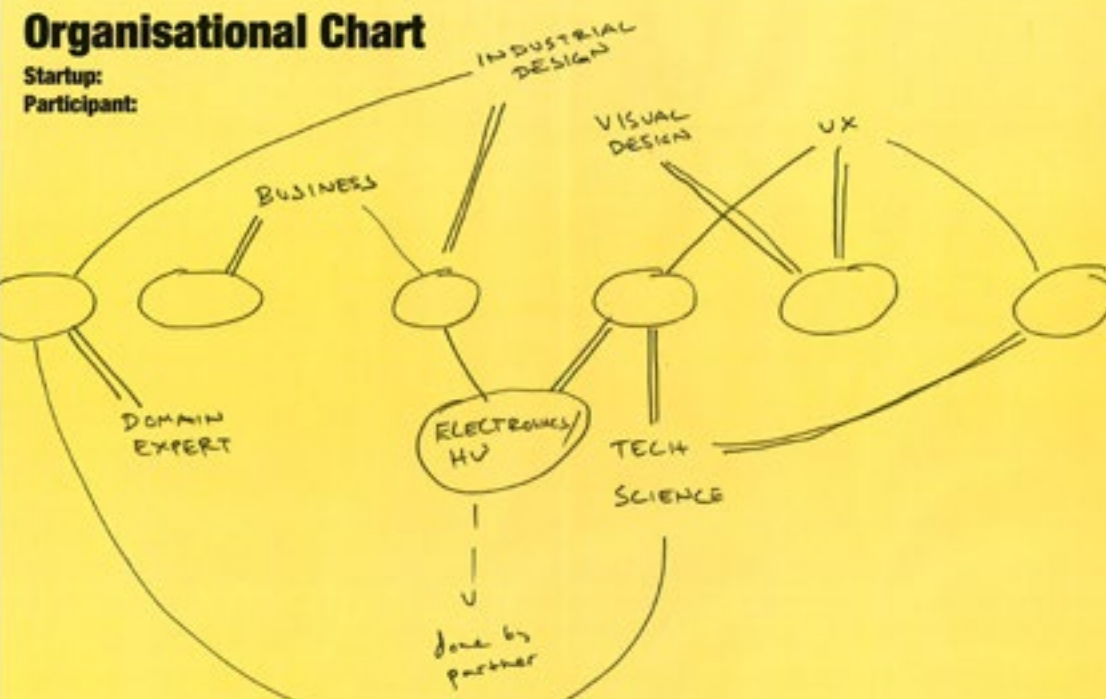 Organisational Chart
Startup:
Participant:
INDUSTRIAL
DESIGN
VISUAL
DESIGN
UX
BUSINESS
DOMAIN
EXPERT
ELECTRONICS/
HW
TECH
SCIENCE
done by
partner